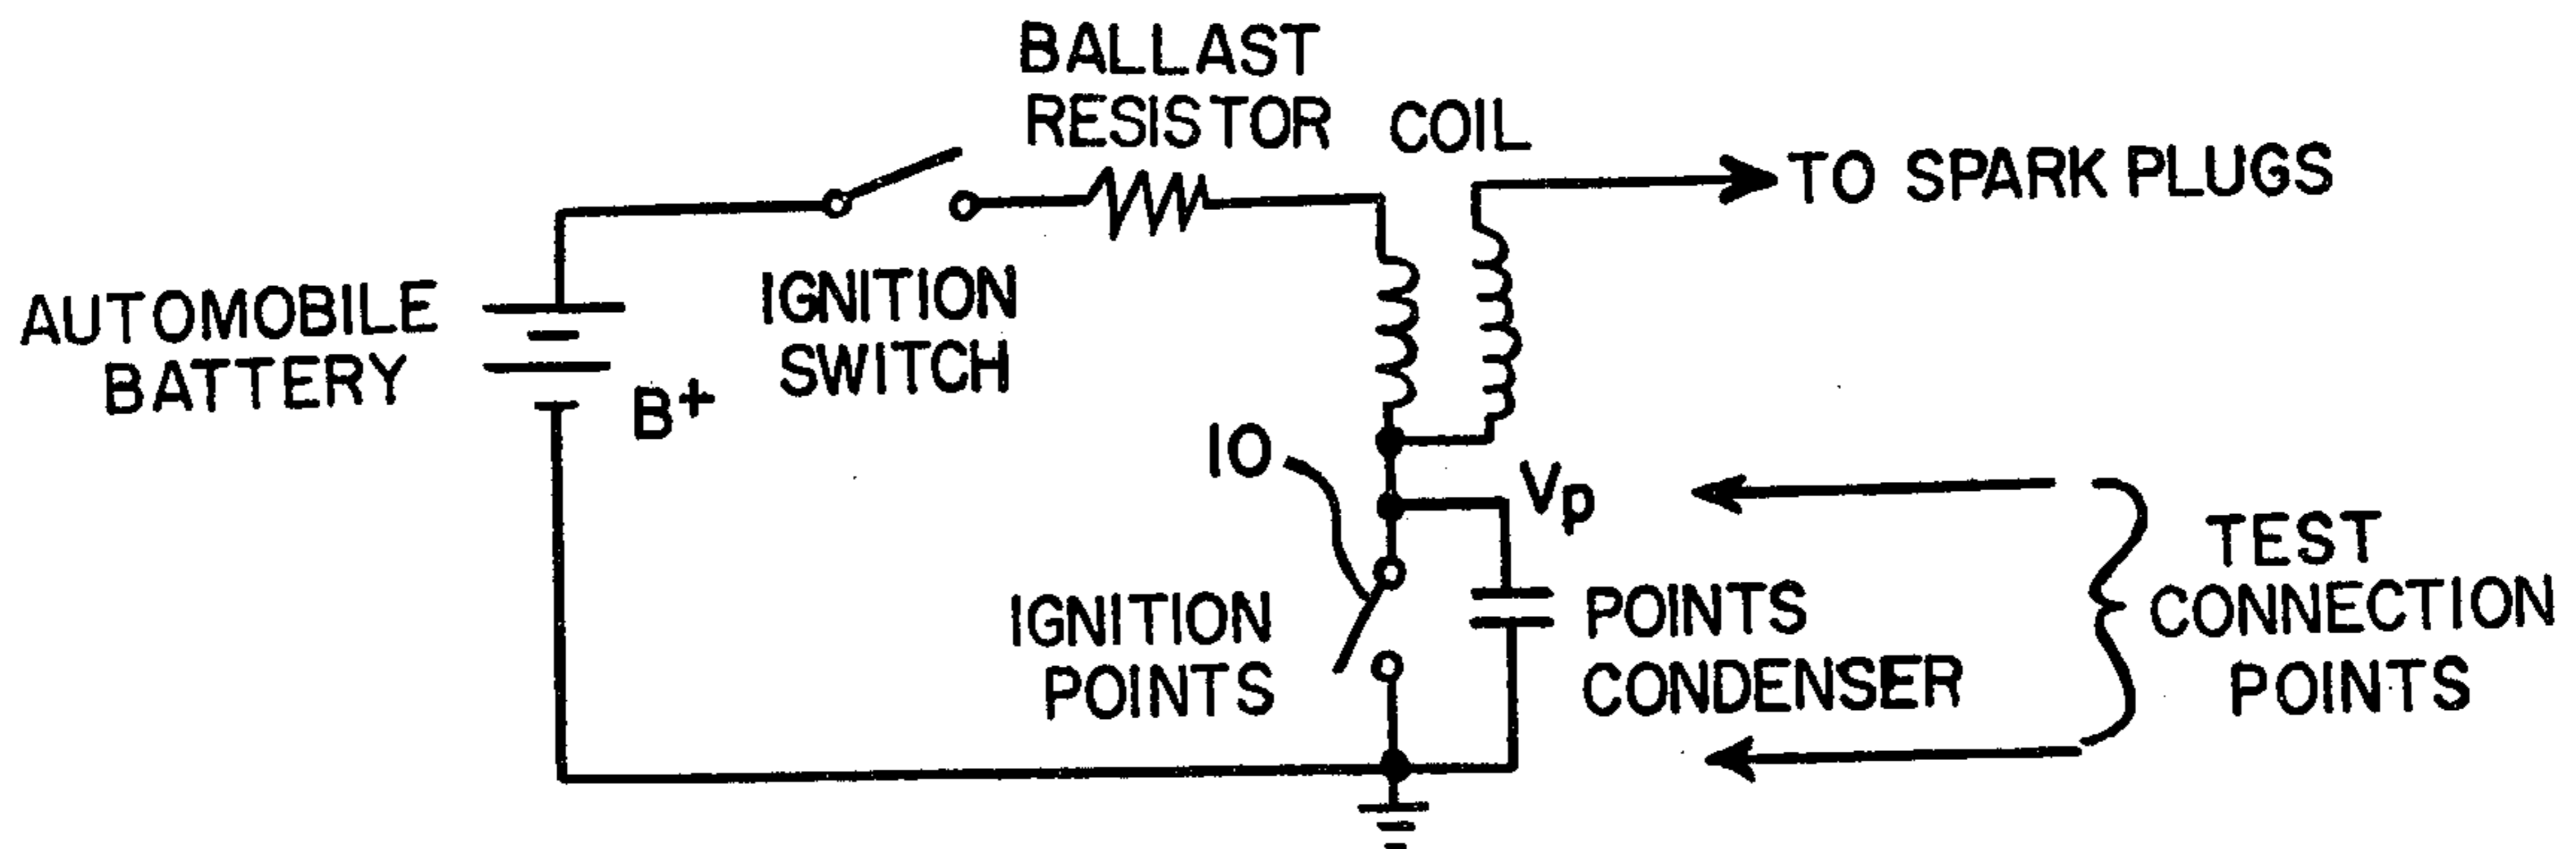 BALLAST
RESISTOR
COIL
TO SPARK PLUGS
AUTOMOBILE
BATTERY
B+
IGNITION
SWITCH
10
Vp
IGNITION
POINTS
POINTS
CONDENSER
TEST
CONNECTION
POINTS